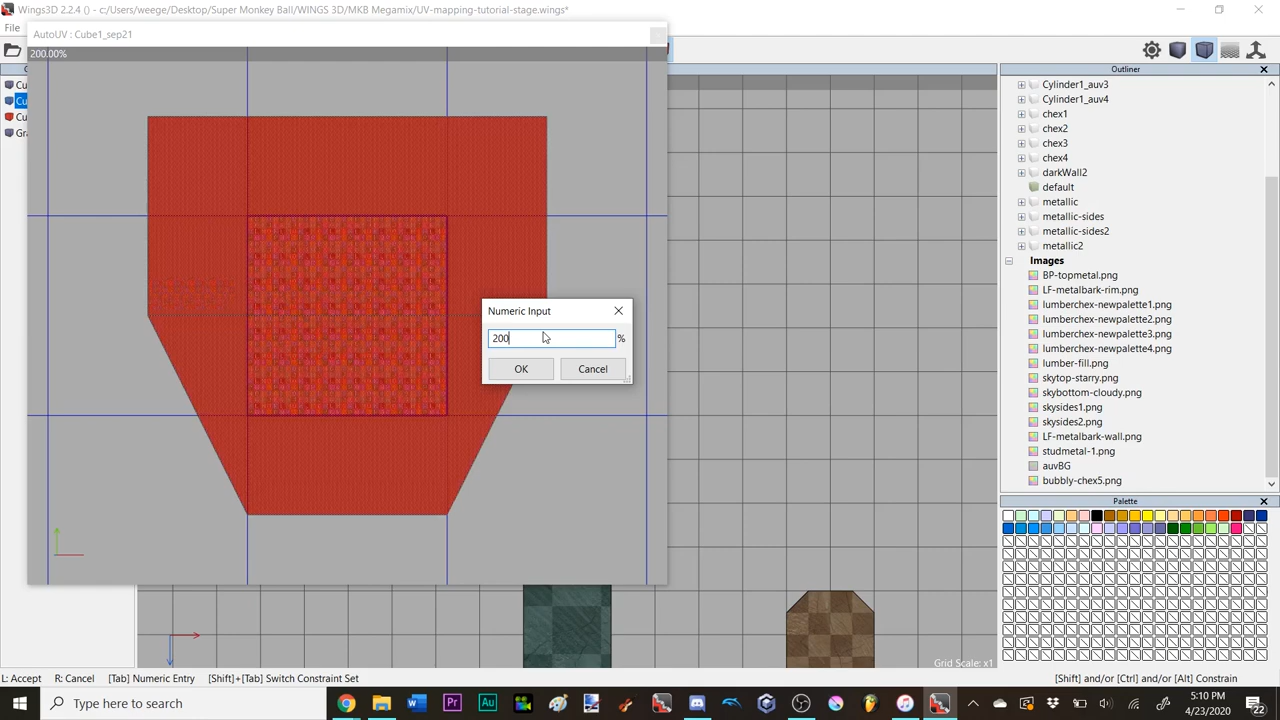 Wings3D 2.2.4 () - c:/Users/weege/Desktop/Super Monkey Ball/WINGS 3D/MKB Megamix/UV-mapping-tutorial-stage.wings*
File
AutoUV : Cube1_sep21
200.00%
Outliner
Cylinder1_auv3
Cylinder1_auv4
chex1
chex2
chex3
chex4
darkWall2
default
metallic
metallic-sides
metallic-sides2
metallic2
Images
BP-topmetal.png
LF-metalbark-rim.png
lumberchex-newpalette1.png
lumberchex-newpalette2.png
lumberchex-newpalette3.png
lumberchex-newpalette4.png
lumber-fill.png
skytop-starry.png
skybottom-cloudy.png
skysides1.png
skysides2.png
LF-metalbark-wall.png
studmetal-1.png
auvBG
bubbly-chex5.png
Palette
Cu
Cu
Cu
Gr
Numeric Input
200 %
OK Cancel
Grid Scale: x1
L: Accept R: Cancel [Tab] Numeric Entry [Shift]+[Tab] Switch Constraint Set [Shift] and/or [Ctrl] and/or [Alt] Constrain
Type here to search
5:10 PM
4/23/2020
22